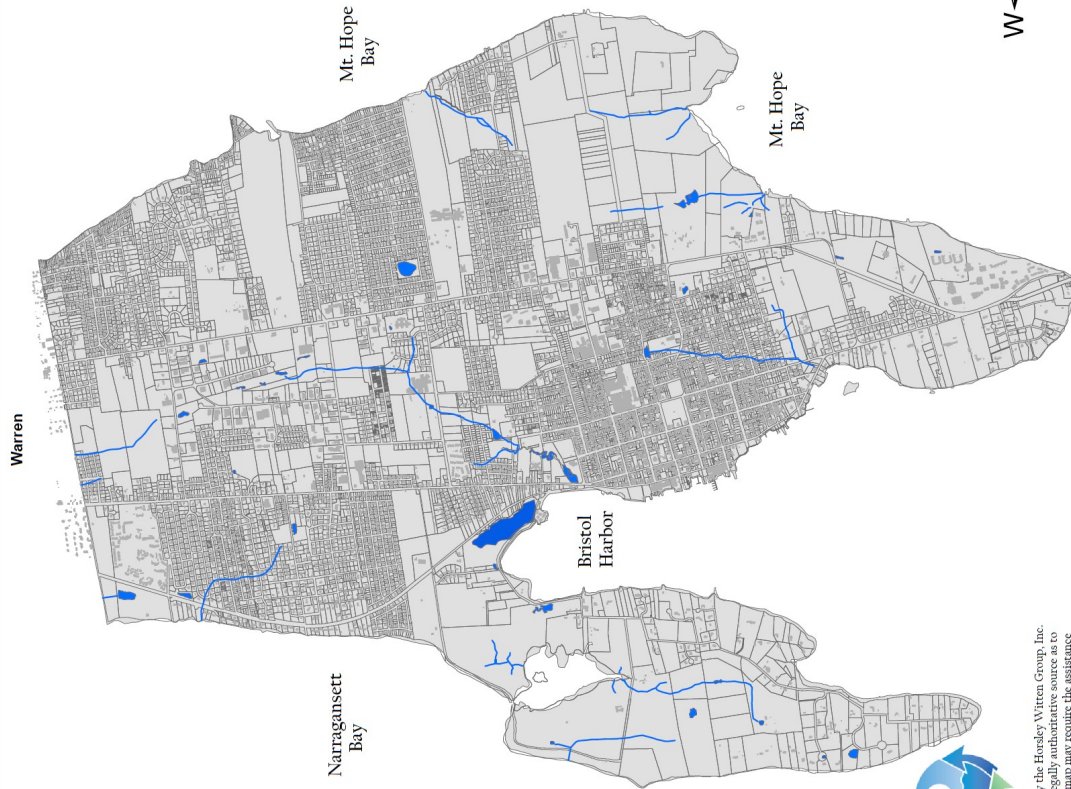 Warren
Mt. Hope
Bay
Mt. Hope
Bay
Bristol
Harbor
Narragansett
Bay
W
y the Horsley Witten Group, Inc.
egally authoritative source as to
map may require the assistance